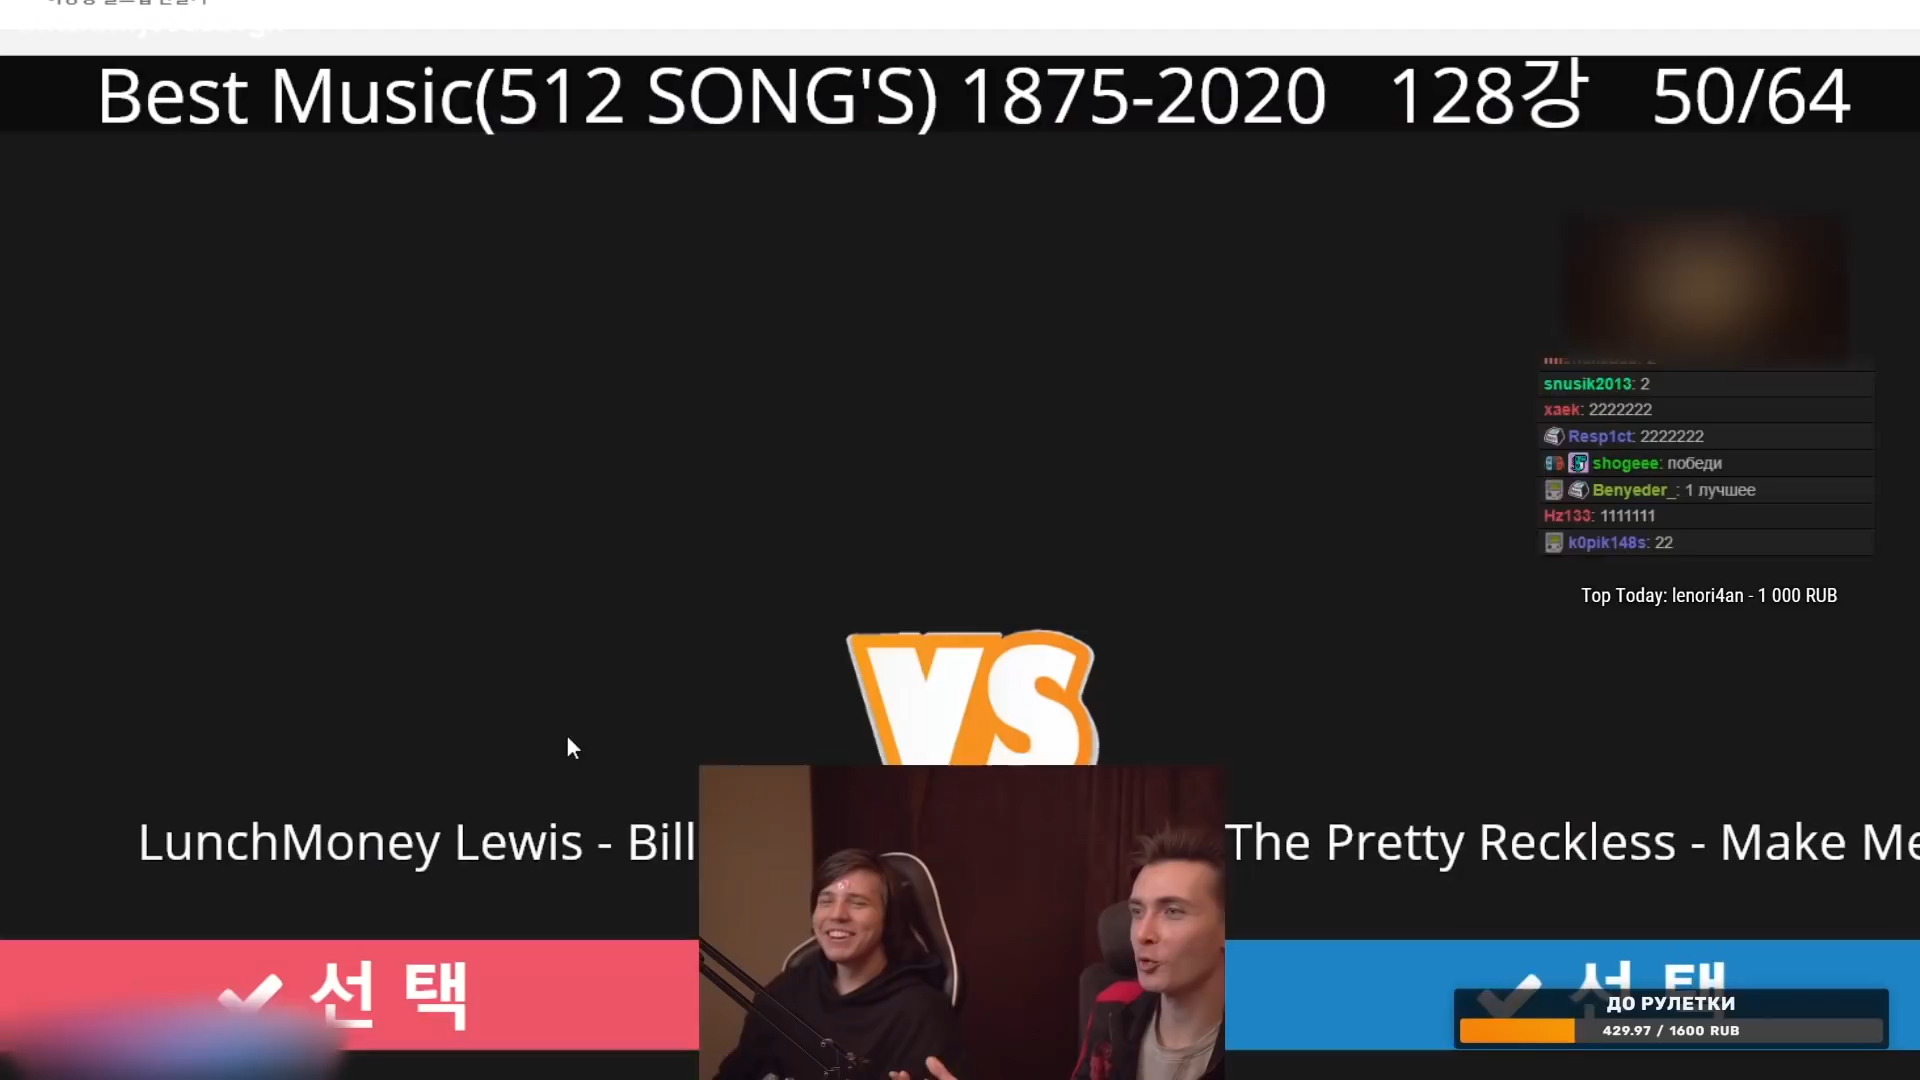 Best Music(512 SONG'S) 1875-2020 128강 50/64
snusik2013: 2
xaek: 2222222
Resp1ct: 2222222
shogeee: победи
Benyeder_: 1 лучшее
Hz133: 1111111
k0pik148s: 22
Top Today: lenori4an - 1 000 RUB
VS
LunchMoney Lewis - Bill
The Pretty Reckless - Make Me
선택
선택
ДО РУЛЕТКИ
429.97 / 1600 RUB